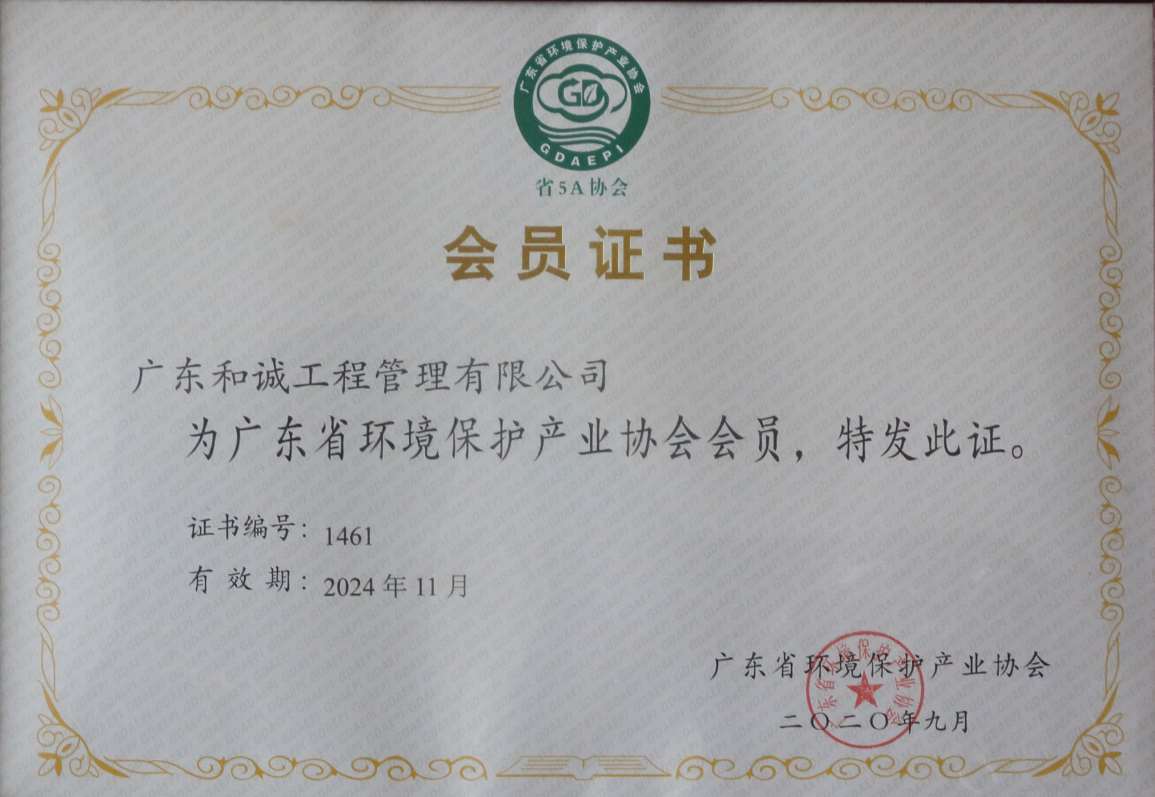 广东省环境保护产业协会
GD
GDAEPI
省5A协会
会员证书
广东和诚工程管理有限公司
为广东省环境保护产业协会会员，特发此证。
证书编号：1461
有效期：2024年11月
广东省环境保护产业协会
二〇二〇年九月